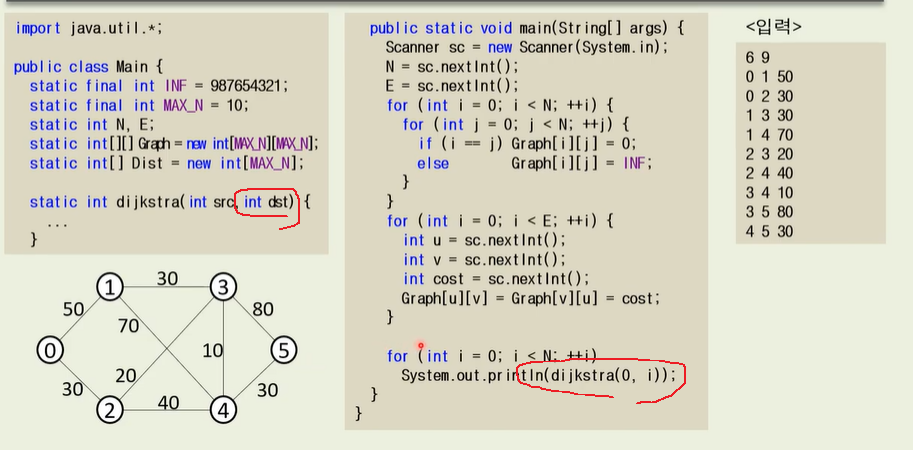 import java.util.*;
public class Main {
static final int INF = 987654321;
static final int MAX_N = 10;
static int N, E;
static int[][] Graph = new int[MAX_N][MAX_N];
static int[] Dist = new int[MAX_N];
static int dijkstra(int src, int dst) {
...
}
public static void main(String[] args) {
Scanner sc = new Scanner(System.in);
N = sc.nextInt();
E = sc.nextInt();
for (int i = 0; i < N; ++i) {
for (int j = 0; j < N; ++j) {
if (i == j) Graph[i][j] = 0;
else Graph[i][j] = INF;
}
}
for (int i = 0; i < E; ++i) {
int u = sc.nextInt();
int v = sc.nextInt();
int cost = sc.nextInt();
Graph[u][v] = Graph[v][u] = cost;
}
for (int i = 0; i < N; ++i)
System.out.println(dijkstra(0, i));
}
}
<입력>
6 9
0 1 50
0 2 30
1 3 30
1 4 70
2 3 20
2 4 40
3 4 10
3 5 80
4 5 30
30
1
3
50
80
70
0
10
5
20
30
30
2
40
4